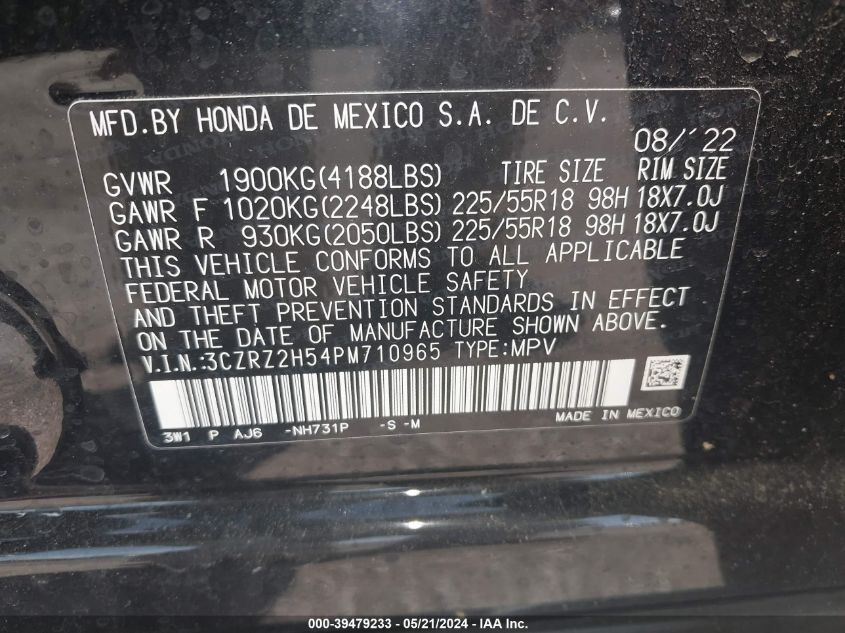 MFD.BY HONDA DE MEXICO S.A. DE C.V.
08/'22
GVWR 1900KG(4188LBS) TIRE SIZE RIM SIZE
GAWR F 1020KG(2248LBS) 225/55R18 98H 18X7.0J
GAWR R 930KG(2050LBS) 225/55R18 98H 18X7.0J
THIS VEHICLE CONFORMS TO ALL APPLICABLE
FEDERAL MOTOR VEHICLE SAFETY
AND THEFT PREVENTION STANDARDS IN EFFECT
ON THE DATE OF MANUFACTURE SHOWN ABOVE.
V.I.N.:3CZRZ2H54PM710965 TYPE:MPV
3W1 P AJ6 -NH731P -S -M MADE IN MEXICO
000-39479233 - 05/21/2024 - IAA Inc.